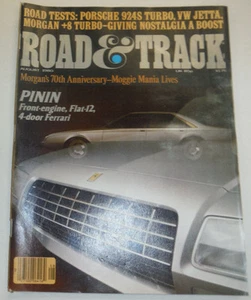 ROAD TESTS: PORSCHE 924S TURBO, VW JETTA,
MORGAN +8 TURBO-GIVING NOSTALGIA A BOOST
ROAD & TRACK
Morgan's 70th Anniversary-Moggie Mania Lives
PININ
Front-engine, Flat-12,
4-door Ferrari